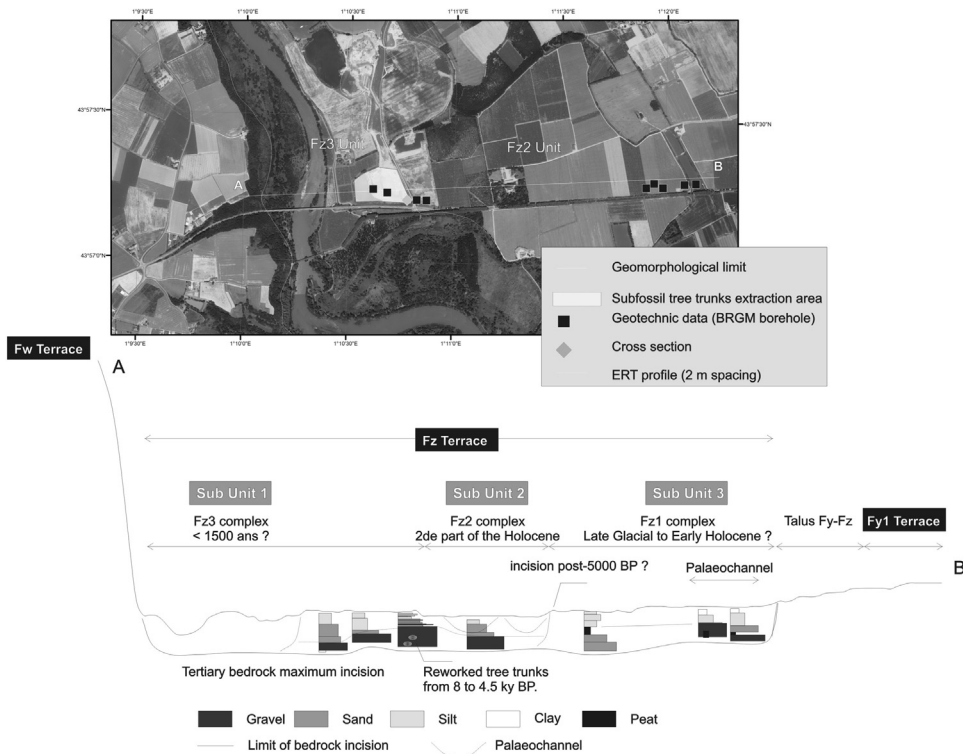 1°9'30"E
1°10'0"E
1°10'30"E
1°11'0"E
1°11'30"E
1°12'0"E
43°57'30"N
43°57'30"N
Fz3 Unit
Fz2 Unit
A
B
43°57'0"N
Geomorphological limit
Subfossil tree trunks extraction area
Geotechnic data (BRGM borehole)
Cross section
ERT profile (2 m spacing)
1°9'30"E
1°10'0"E
1°10'30"E
1°11'0"E
Fw Terrace
A
Fz Terrace
Sub Unit 1
Sub Unit 2
Sub Unit 3
Fz3 complex
< 1500 ans ?
Fz2 complex
2de part of the Holocene
Fz1 complex
Late Glacial to Early Holocene ?
Talus Fy-Fz
Fy1 Terrace
incision post-5000 BP ?
Palaeochannel
B
Tertiary bedrock maximum incision
Reworked tree trunks
from 8 to 4.5 ky BP.
Gravel
Sand
Silt
Clay
Peat
Limit of bedrock incision
Palaeochannel